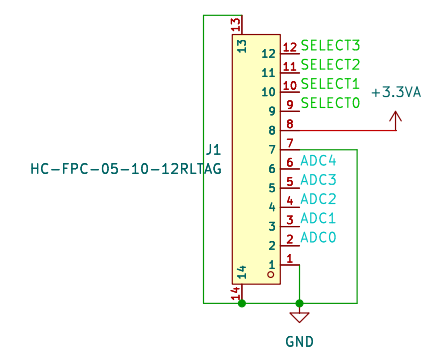 13
13
12 12 SELECT3
11 11 SELECT2
10 10 SELECT1
+3.3VA
9 9 SELECT0
8 8
7 7
J1
6 6 ADC4
HC-FPC-05-10-12RLTAG
5 5 ADC3
4 4 ADC2
3 3 ADC1
2 2 ADC0
1 1
14
14
GND